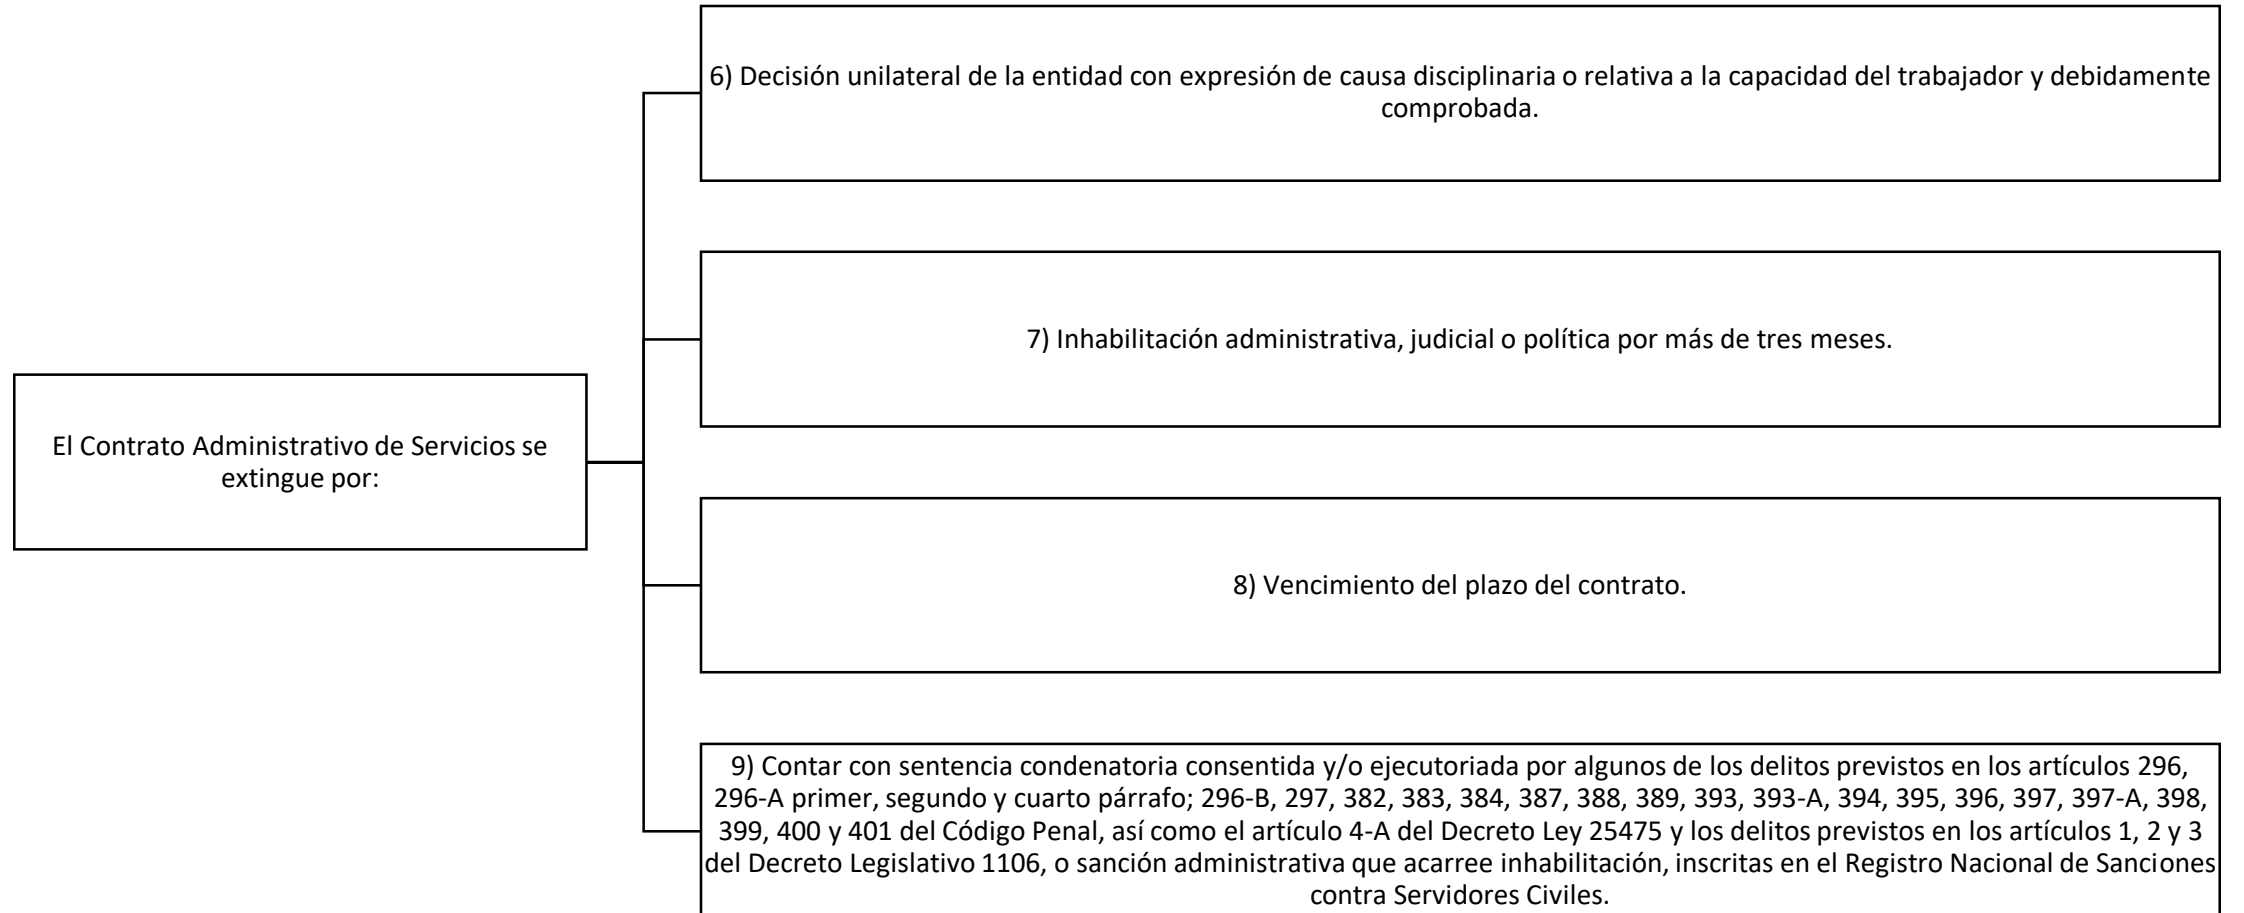 6) Decisión unilateral de la entidad con expresión de causa disciplinaria o relativa a la capacidad del trabajador y debidamente
comprobada.
7) Inhabilitación administrativa, judicial o política por más de tres meses.
El Contrato Administrativo de Servicios se
extingue por:
8) Vencimiento del plazo del contrato.
9) Contar con sentencia condenatoria consentida y/o ejecutoriada por algunos de los delitos previstos en los artículos 296,
296-A primer, segundo y cuarto párrafo; 296-B, 297, 382, 383, 384, 387, 388, 389, 393, 393-A, 394, 395, 396, 397, 397-A, 398,
399, 400 y 401 del Código Penal, así como el artículo 4-A del Decreto Ley 25475 y los delitos previstos en los artículos 1, 2 y 3
del Decreto Legislativo 1106, o sanción administrativa que acarree inhabilitación, inscritas en el Registro Nacional de Sanciones
contra Servidores Civiles.